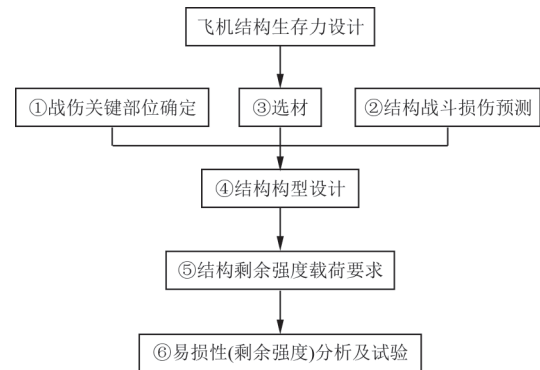 飞机结构生存力设计
①战伤关键部位确定
③选材
②结构战斗损伤预测
④结构构型设计
⑤结构剩余强度载荷要求
⑥易损性(剩余强度)分析及试验